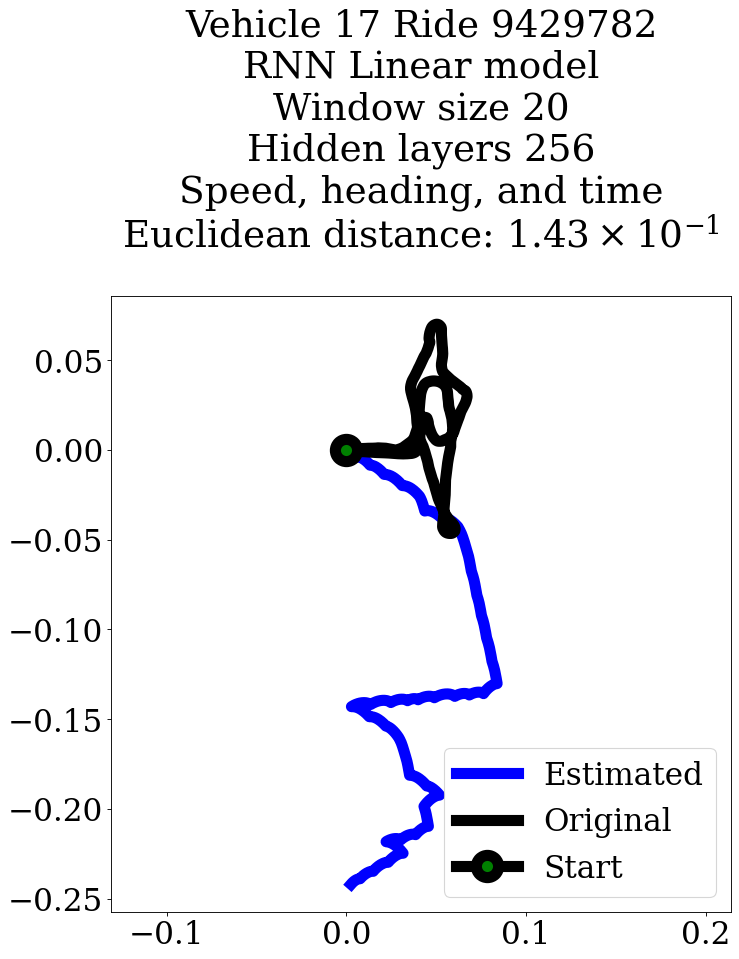 Vehicle 17 Ride 9429782
RNN Linear model
Window size 20
Hidden layers 256
Speed, heading, and time
Euclidean distance: 1.43 × 10⁻¹
0.05
0.00
−0.05
−0.10
−0.15
−0.20
−0.25
Estimated
Original
Start
−0.1 0.0 0.1 0.2